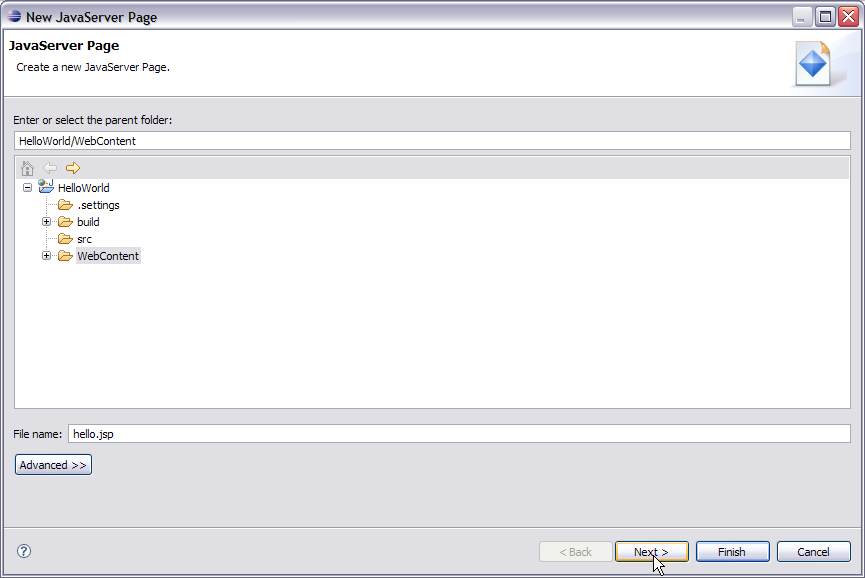 New JavaServer Page
JavaServer Page
Create a new JavaServer Page.
Enter or select the parent folder:
HelloWorld/WebContent
HelloWorld
.settings
build
src
WebContent
File name: hello.jsp
Advanced >>
? < Back Next > Finish Cancel